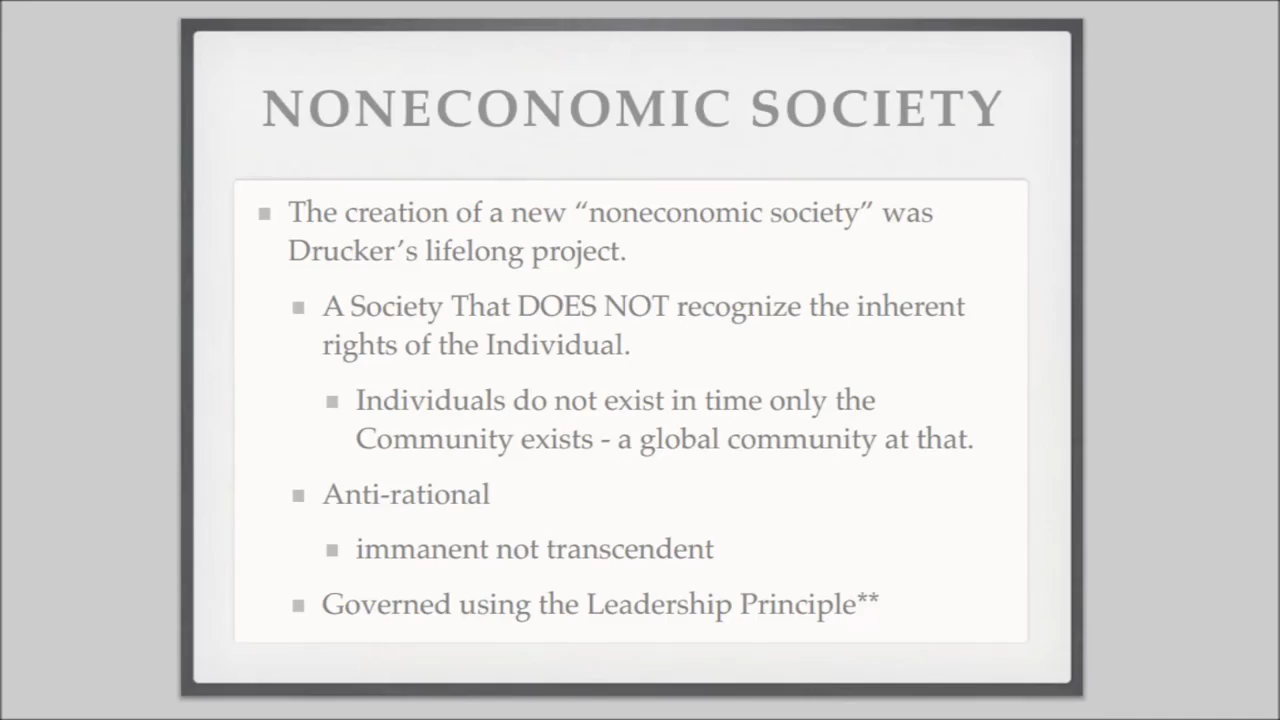 NONECONOMIC SOCIETY
■ The creation of a new “noneconomic society” was
Drucker’s lifelong project.
■ A Society That DOES NOT recognize the inherent
rights of the Individual.
■ Individuals do not exist in time only the
Community exists - a global community at that.
■ Anti-rational
■ immanent not transcendent
■ Governed using the Leadership Principle**